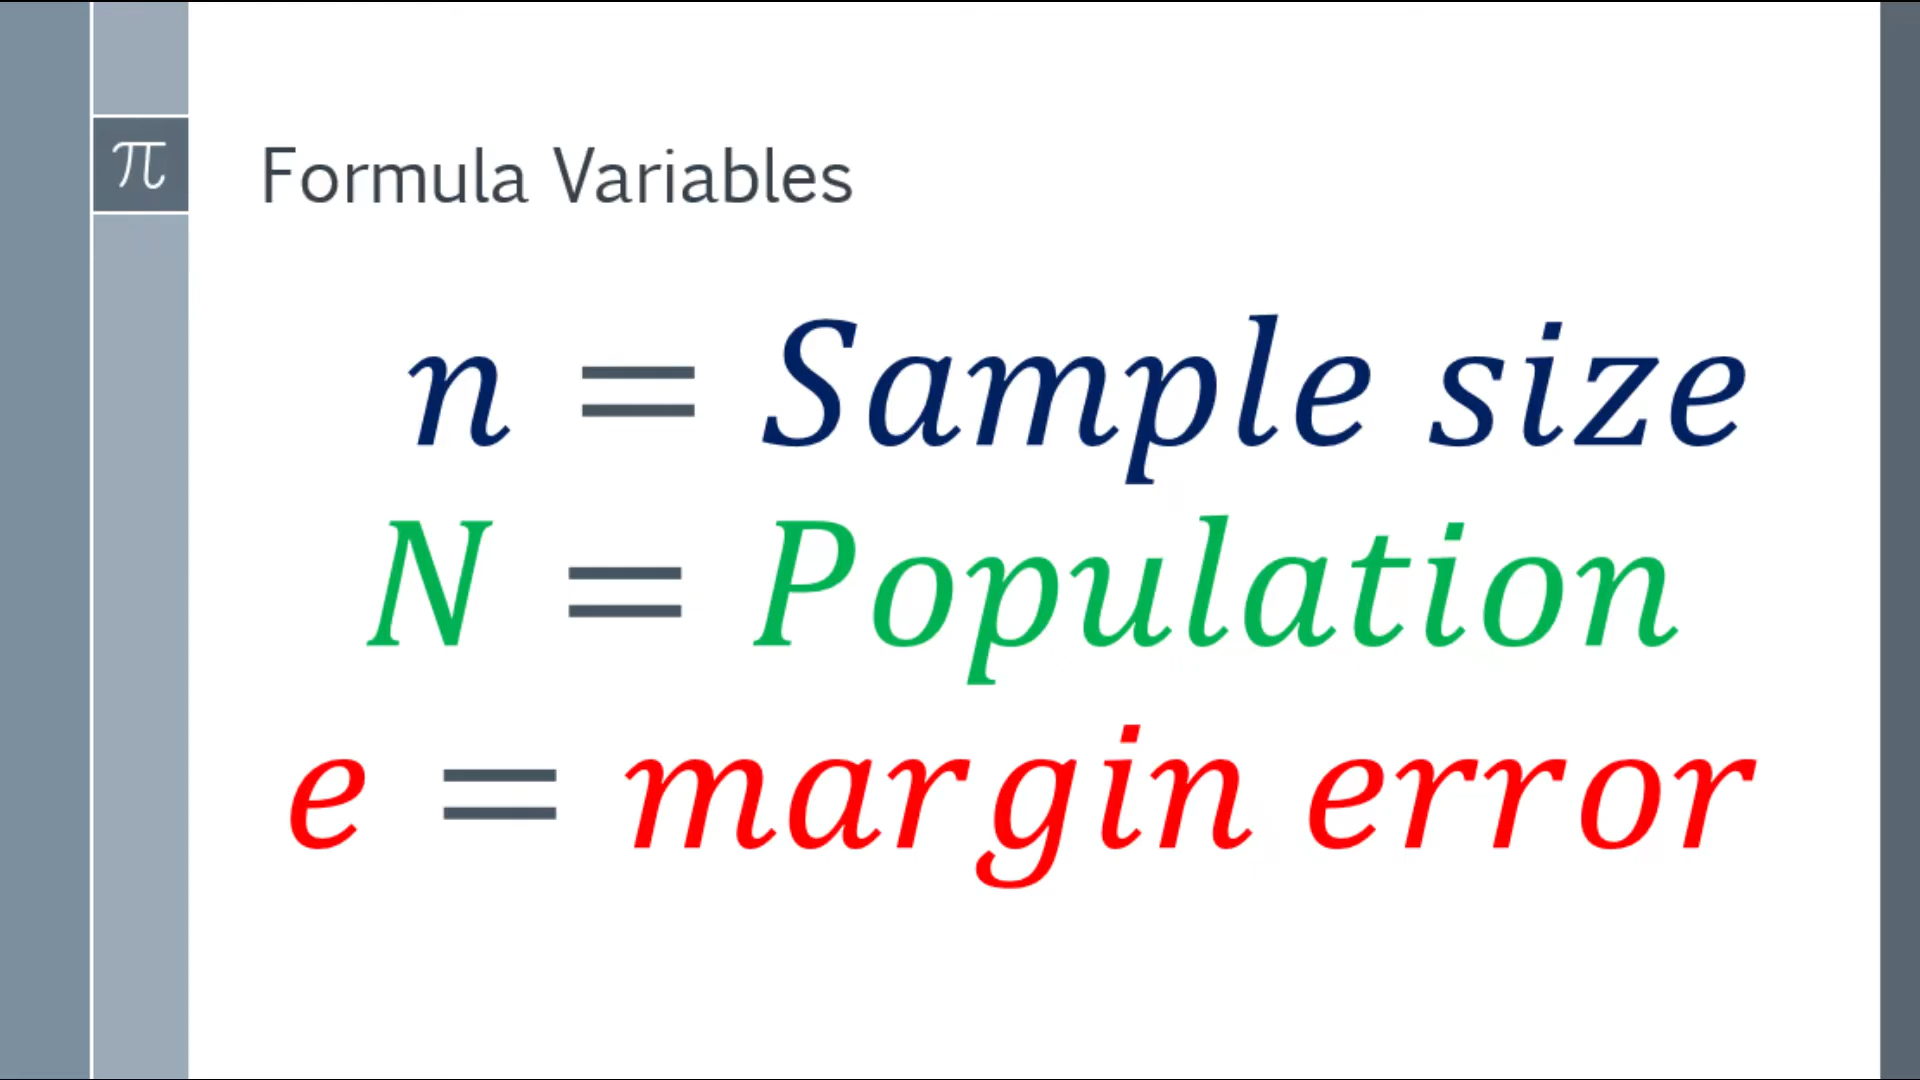 π
Formula Variables
n = Sample size
N = Population
e = margin error